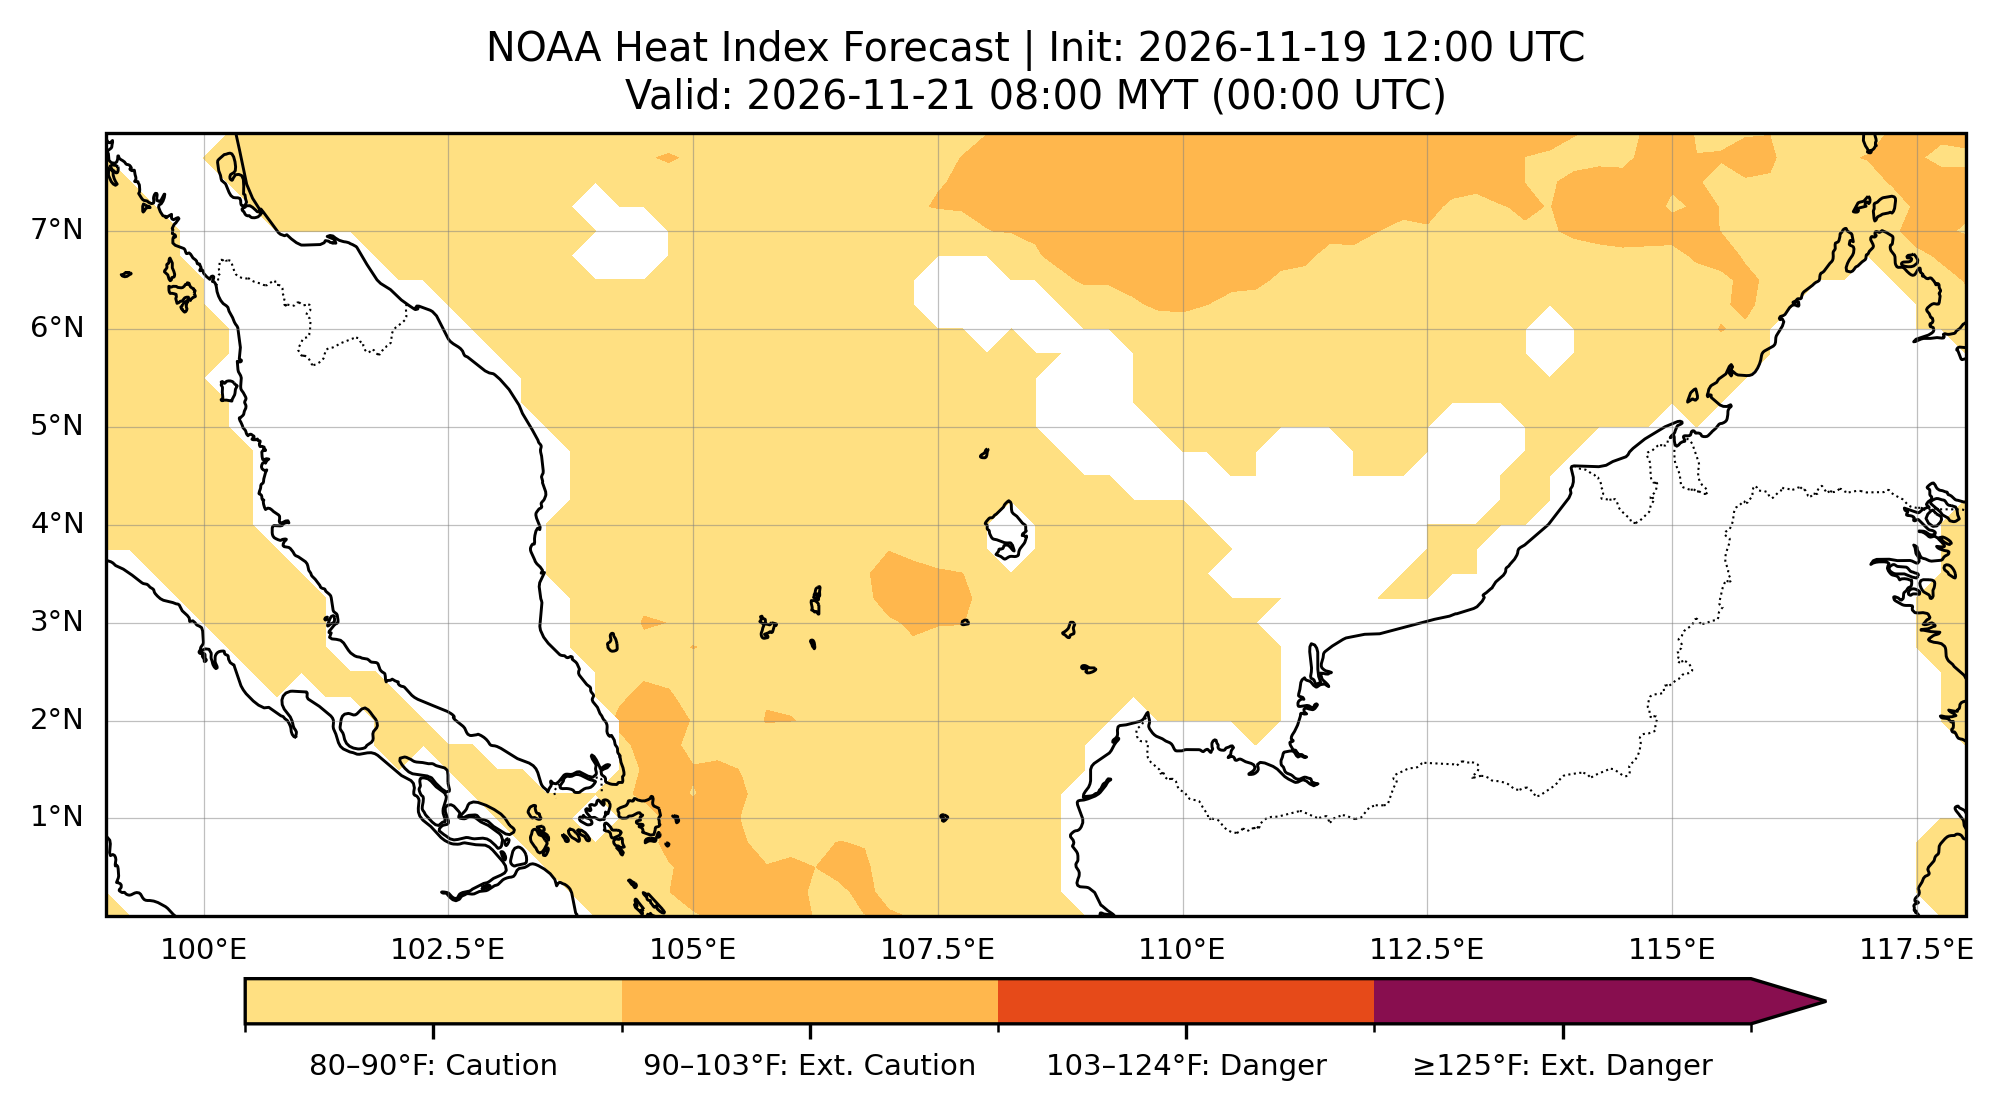 NOAA Heat Index Forecast | Init: 2026-11-19 12:00 UTC
Valid: 2026-11-21 08:00 MYT (00:00 UTC)
7°N
6°N
5°N
4°N
3°N
2°N
1°N
100°E 102.5°E 105°E 107.5°E 110°E 112.5°E 115°E 117.5°E
80–90°F: Caution 90–103°F: Ext. Caution 103–124°F: Danger ≥125°F: Ext. Danger